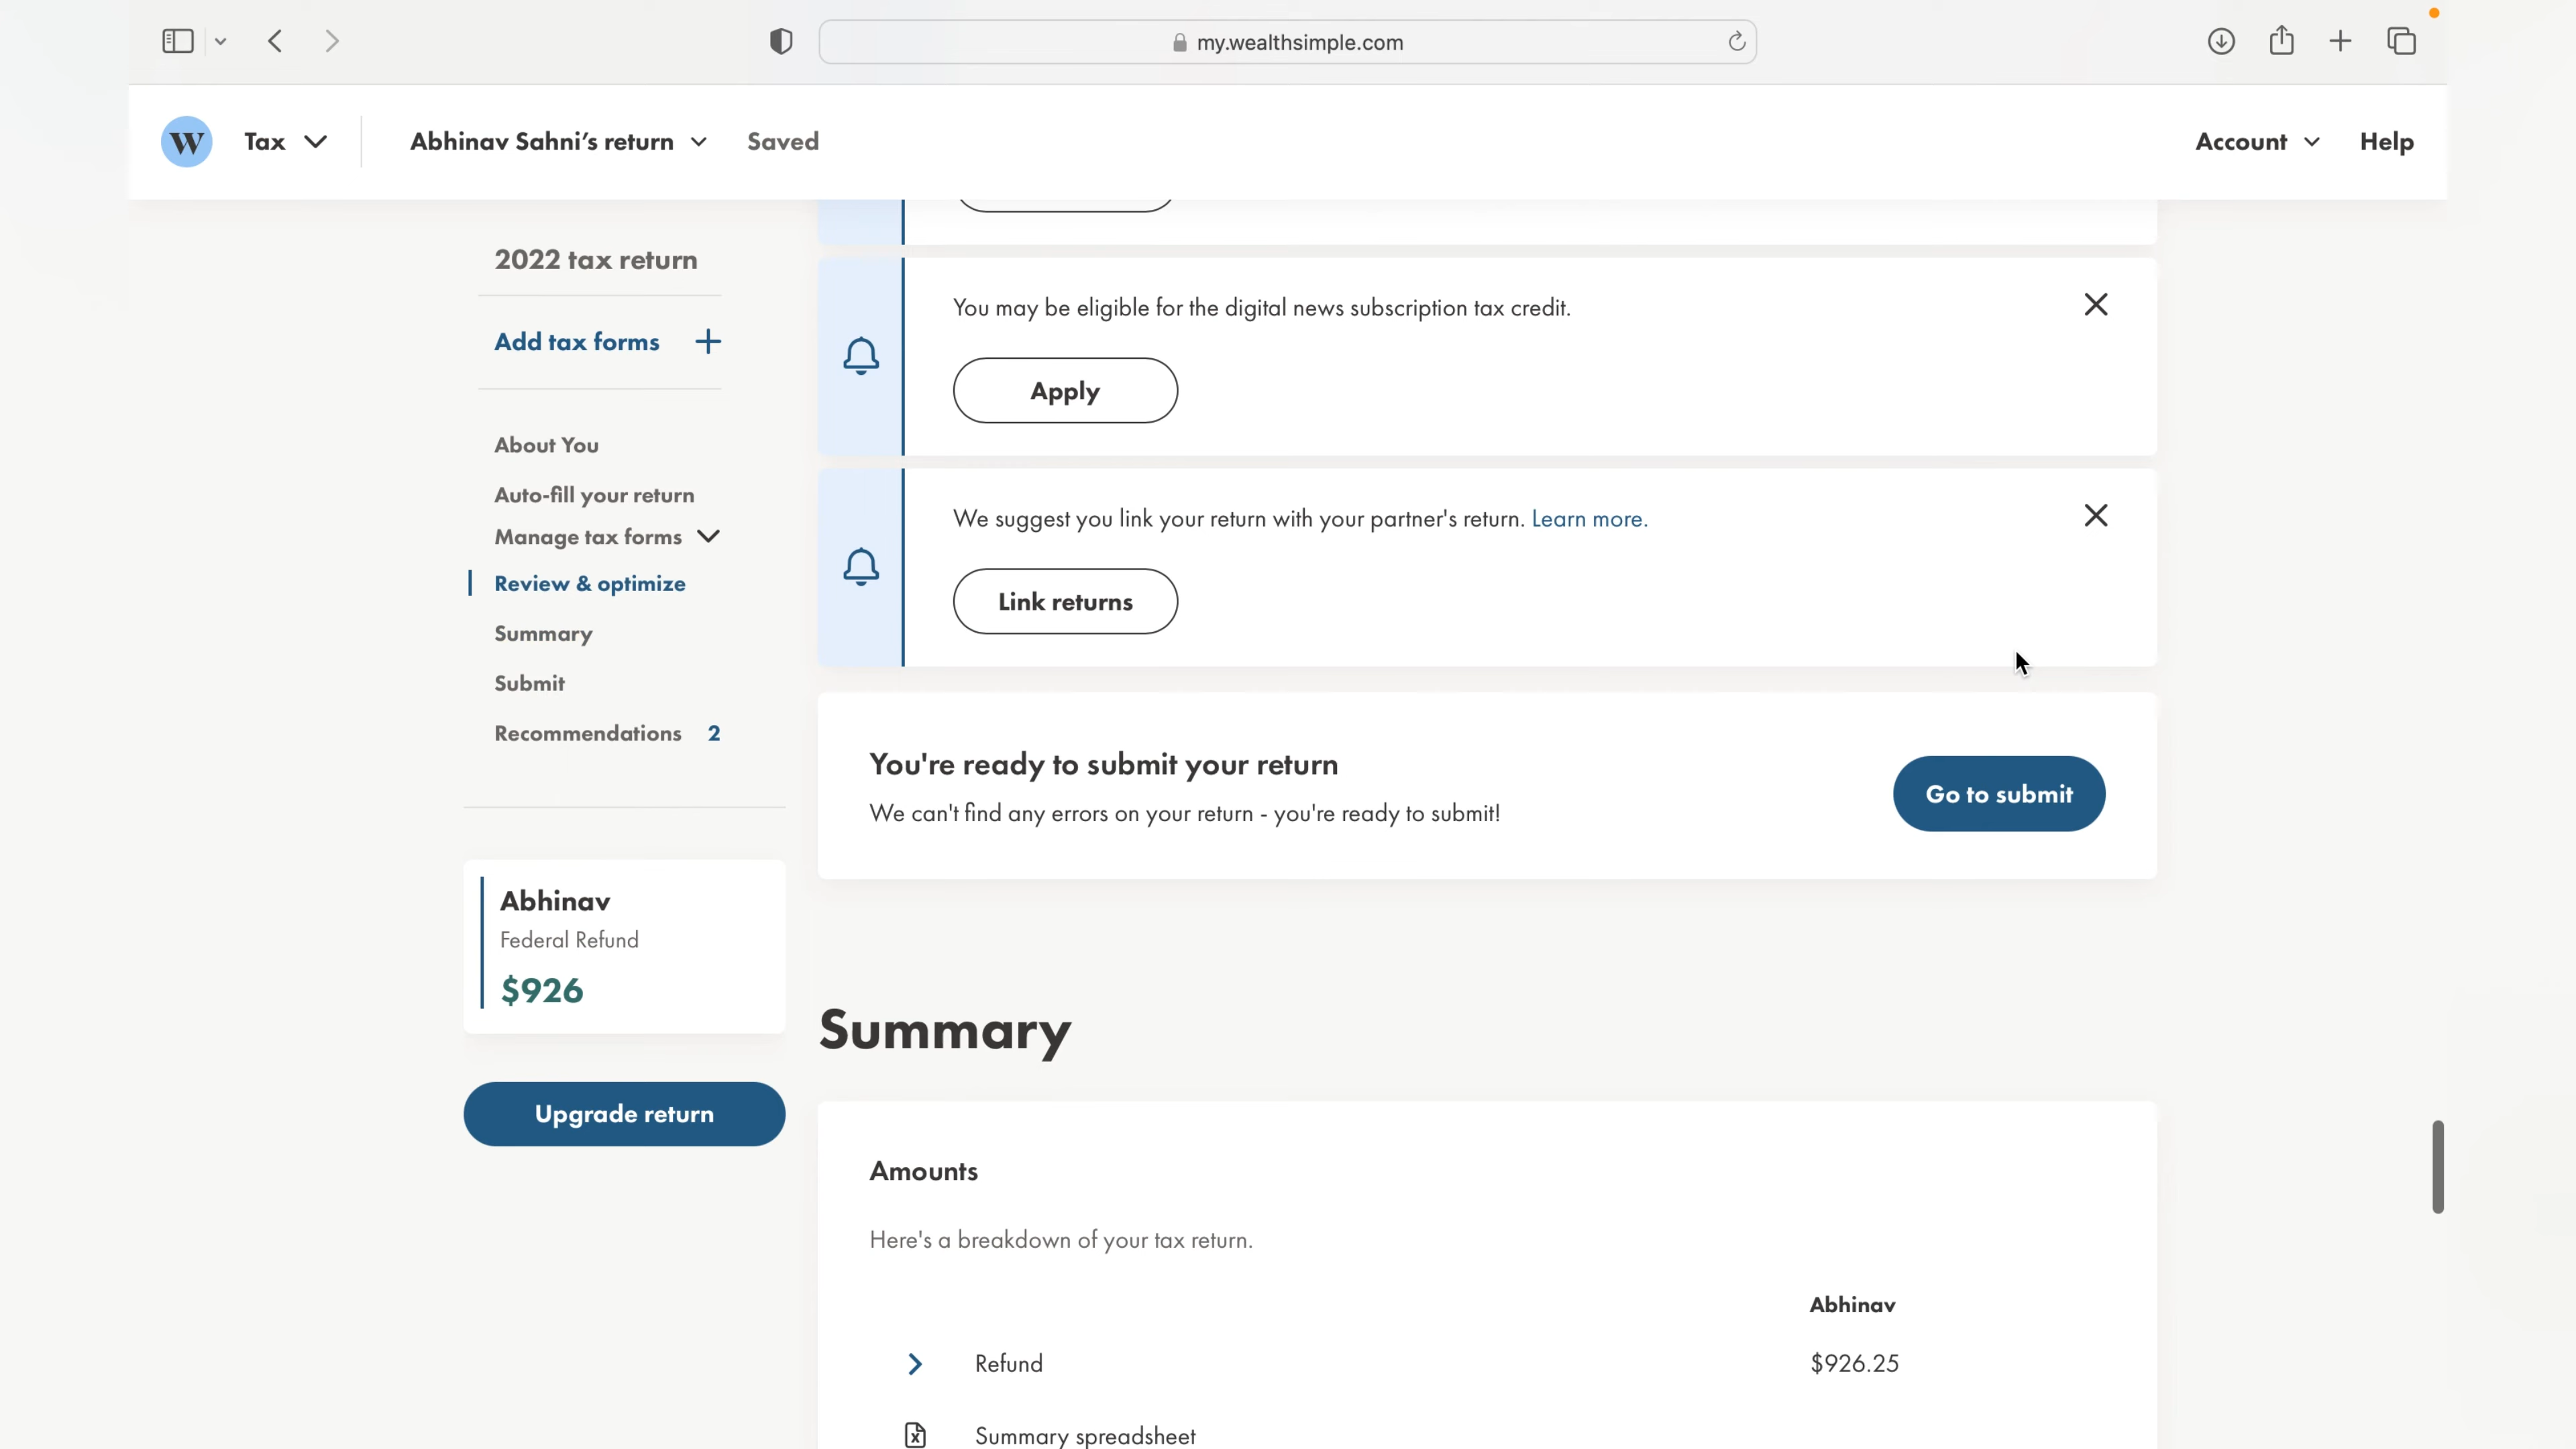 my.wealthsimple.com
W Tax Abhinav Sahni’s return Saved Account Help
2022 tax return
Add tax forms
About You
Auto-fill your return
Manage tax forms
Review & optimize
Summary
Submit
Recommendations 2
Abhinav
Federal Refund
$926
Upgrade return
You may be eligible for the digital news subscription tax credit.
Apply
We suggest you link your return with your partner's return. Learn more.
Link returns
You're ready to submit your return
We can't find any errors on your return - you're ready to submit!
Go to submit
Summary
Amounts
Here's a breakdown of your tax return.
Abhinav
Refund $926.25
Summary spreadsheet